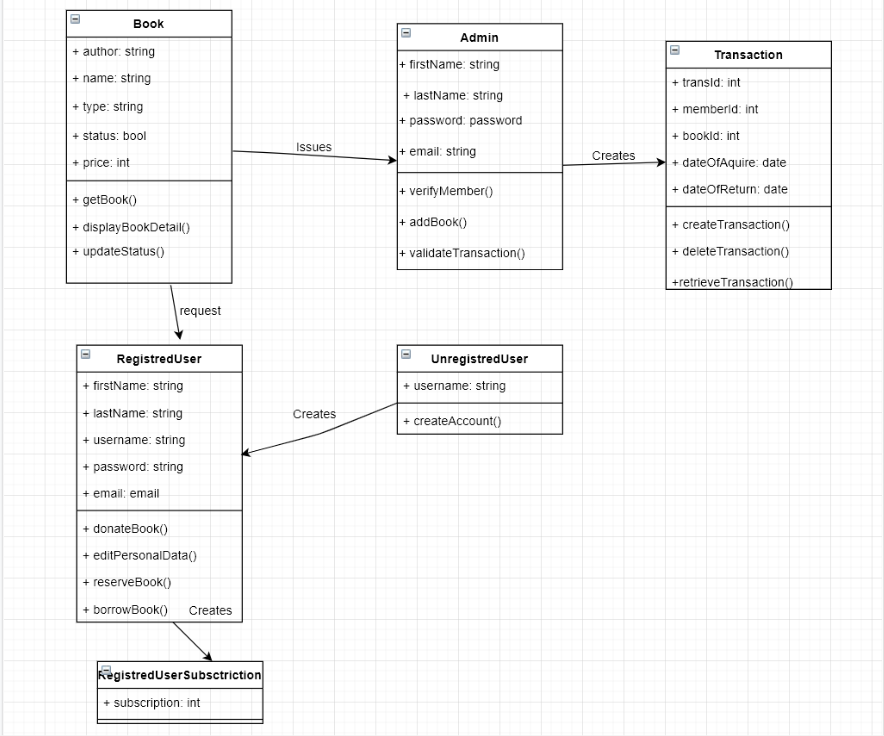 Book
+ author: string
+ name: string
+ type: string
+ status: bool
+ price: int
+ getBook()
+ displayBookDetail()
+ updateStatus()
Issues
Admin
+ firstName: string
+ lastName: string
+ password: password
+ email: string
+ verifyMember()
+ addBook()
+ validateTransaction()
Creates
Transaction
+ transId: int
+ memberId: int
+ bookId: int
+ dateOfAquire: date
+ dateOfReturn: date
+ createTransaction()
+ deleteTransaction()
+retrieveTransaction()
request
RegistredUser
+ firstName: string
+ lastName: string
+ username: string
+ password: string
+ email: email
+ donateBook()
+ editPersonalData()
+ reserveBook()
+ borrowBook()
Creates
UnregistredUser
+ username: string
+ createAccount()
Creates
RegistredUserSubsctriction
+ subscription: int